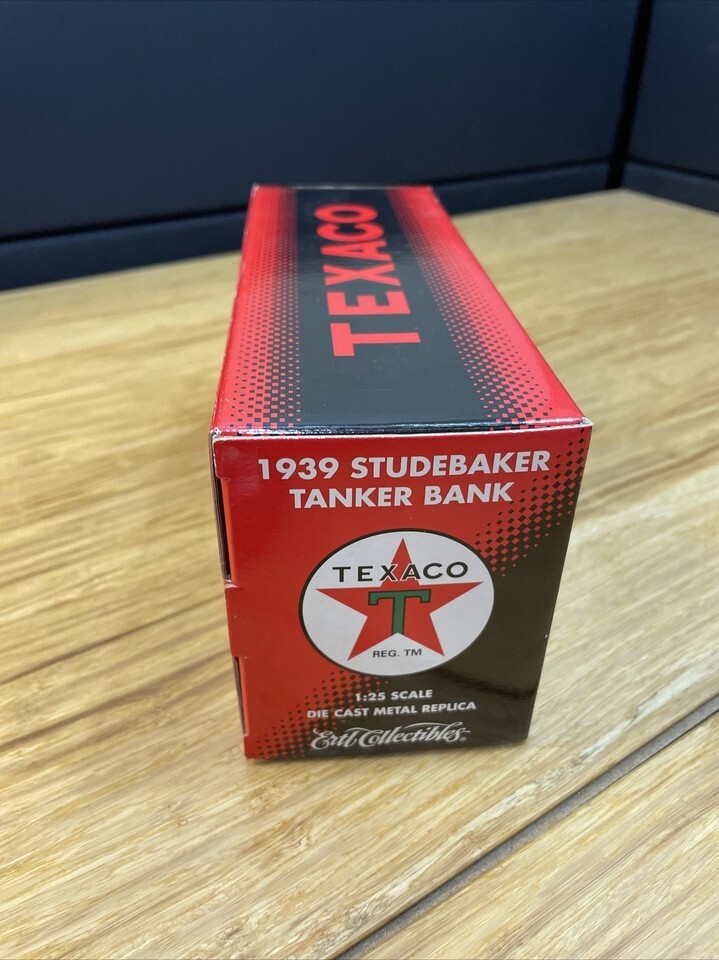 TEXACO
1939 STUDEBAKER
TANKER BANK
TEXACO
T
REG. TM
1:25 SCALE
DIE CAST METAL REPLICA
Ertl Collectibles®